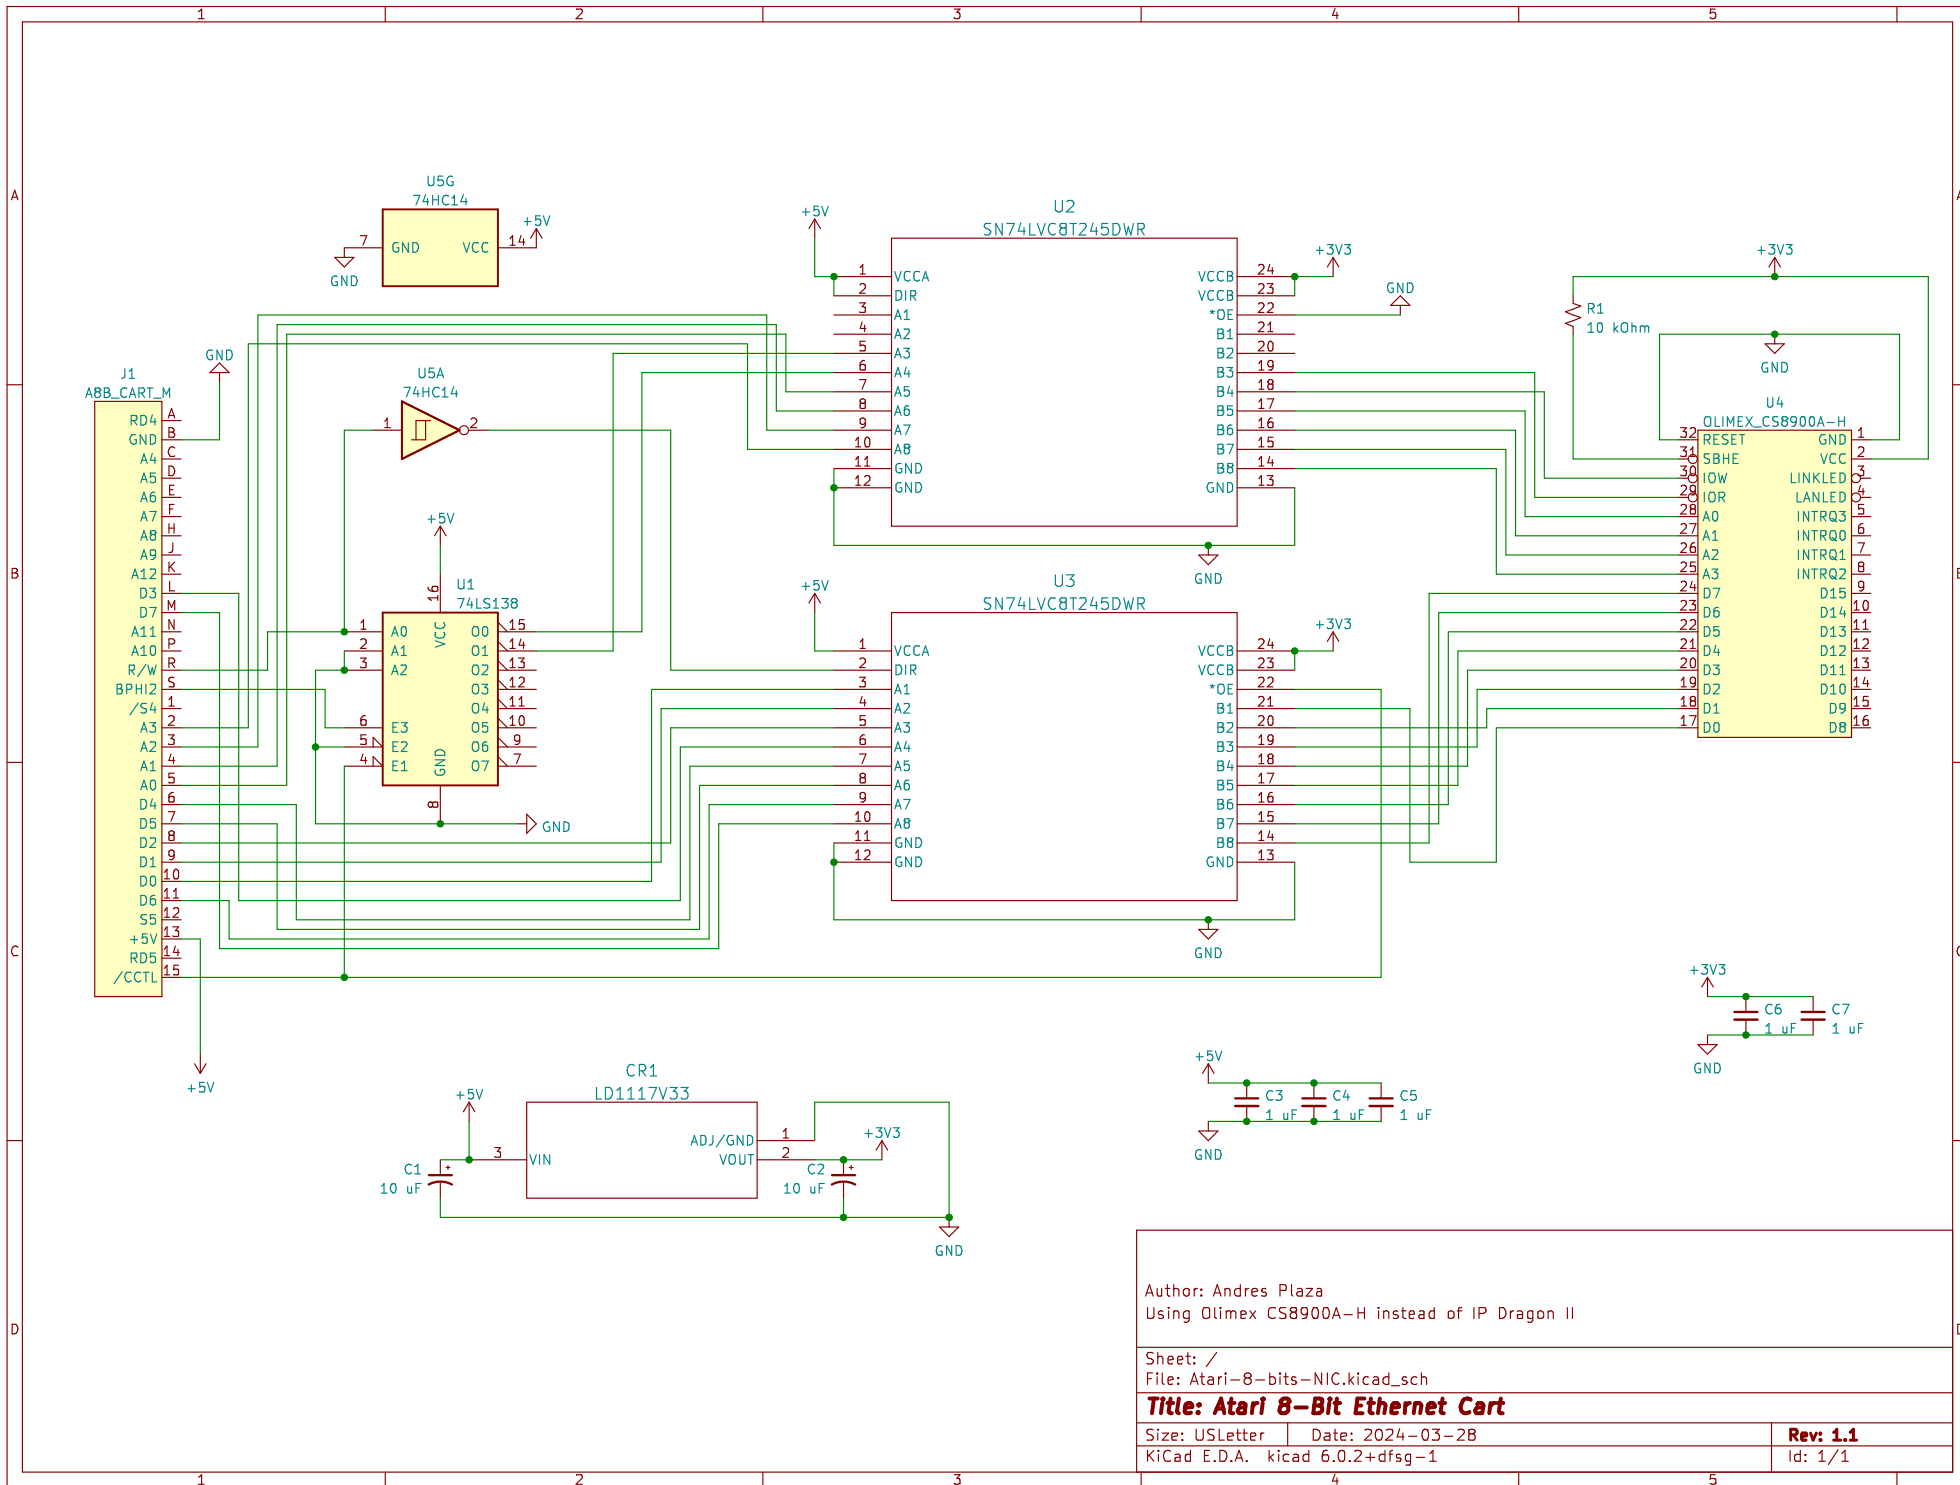 1 2 3 4 5
A
B
C
D
U5G
74HC14
7 GND VCC 14
+5V
GND
U5A
74HC14
1 2
GND
J1
A8B_CART_M
RD4 A
GND B
A4 C
A5 D
A6 E
A7 F
A8 H
A9 J
A12 K
D3 L
D7 M
A11 N
A10 P
R/W R
BPHI2 S
/S4 1
A3 2
A2 3
A1 4
A0 5
D4 6
D5 7
D2 8
D1 9
D0 10
D6 11
S5 12
+5V 13
RD5 14
/CCTL 15
+5V
+5V
U1
74LS138
16 VCC
1 A0 O0 15
2 A1 O1 14
3 A2 O2 13
O3 12
O4 11
6 E3 O5 10
5 E2 O6 9
4 E1 O7 7
GND 8
GND
+5V
U2
SN74LVC8T245DWR
+3V3
GND
1 VCCA VCCB 24
2 DIR VCCB 23
3 A1 *OE 22
4 A2 B1 21
5 A3 B2 20
6 A4 B3 19
7 A5 B4 18
8 A6 B5 17
9 A7 B6 16
10 A8 B7 15
11 GND B8 14
12 GND GND 13
GND
+5V
U3
SN74LVC8T245DWR
+3V3
1 VCCA VCCB 24
2 DIR VCCB 23
3 A1 *OE 22
4 A2 B1 21
5 A3 B2 20
6 A4 B3 19
7 A5 B4 18
8 A6 B5 17
9 A7 B6 16
10 A8 B7 15
11 GND B8 14
12 GND GND 13
GND
+3V3
R1
10 kOhm
GND
U4
OLIMEX_CS8900A-H
32 RESET GND 1
31 SBHE VCC 2
30 IOW LINKLED 3
29 IOR LANLED 4
28 A0 INTRQ3 5
27 A1 INTRQ0 6
26 A2 INTRQ1 7
25 A3 INTRQ2 8
24 D7 D15 9
23 D6 D14 10
22 D5 D13 11
21 D4 D12 12
20 D3 D11 13
19 D2 D10 14
18 D1 D9 15
17 D0 D8 16
+3V3
C6 C7
1 uF 1 uF
GND
+5V
C3 C4 C5
1 uF 1 uF 1 uF
GND
CR1
LD1117V33
+5V
ADJ/GND 1
3 VIN VOUT 2
+3V3
C1
10 uF
C2
10 uF
GND
Author: Andres Plaza
Using Olimex CS8900A-H instead of IP Dragon II
Sheet: /
File: Atari-8-bits-NIC.kicad_sch
Title: Atari 8-Bit Ethernet Cart
Size: USLetter Date: 2024-03-28 Rev: 1.1
KiCad E.D.A. kicad 6.0.2+dfsg-1 Id: 1/1
1 2 3 4 5